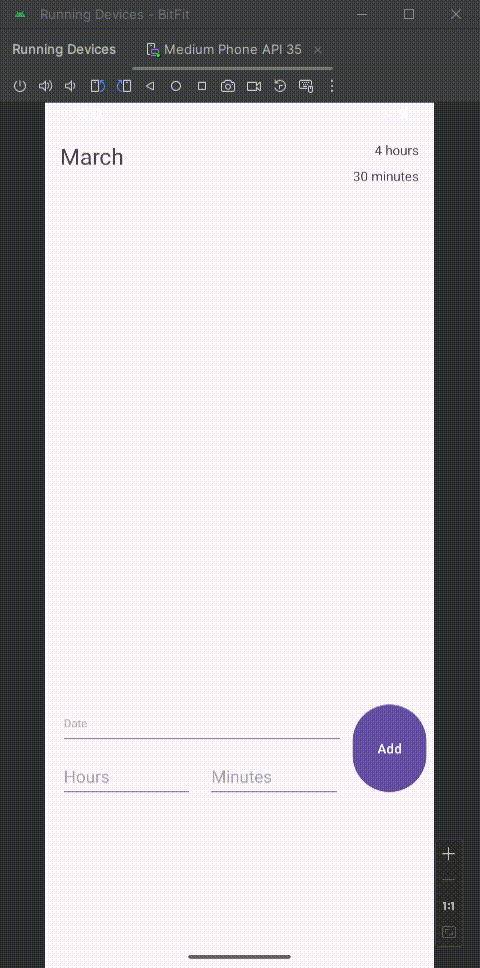 Running Devices - BitFit
Running Devices
Medium Phone API 35
March
4 hours
30 minutes
Date
Add
Hours
Minutes
1:1